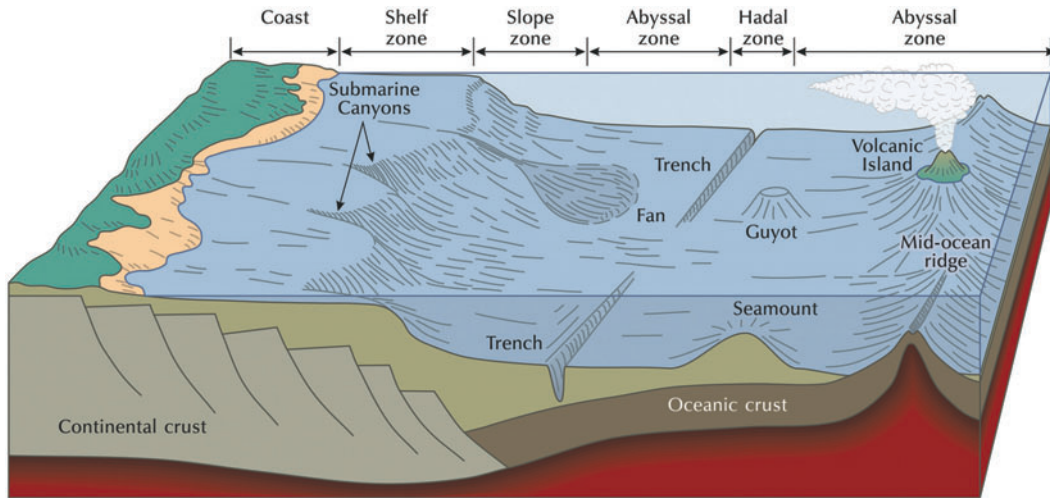 Coast
Shelf
zone
Slope
zone
Abyssal
zone
Hadal
zone
Abyssal
zone
Submarine
Canyons
Trench
Volcanic
Island
Fan
Guyot
Mid-ocean
ridge
Seamount
Trench
Oceanic crust
Continental crust